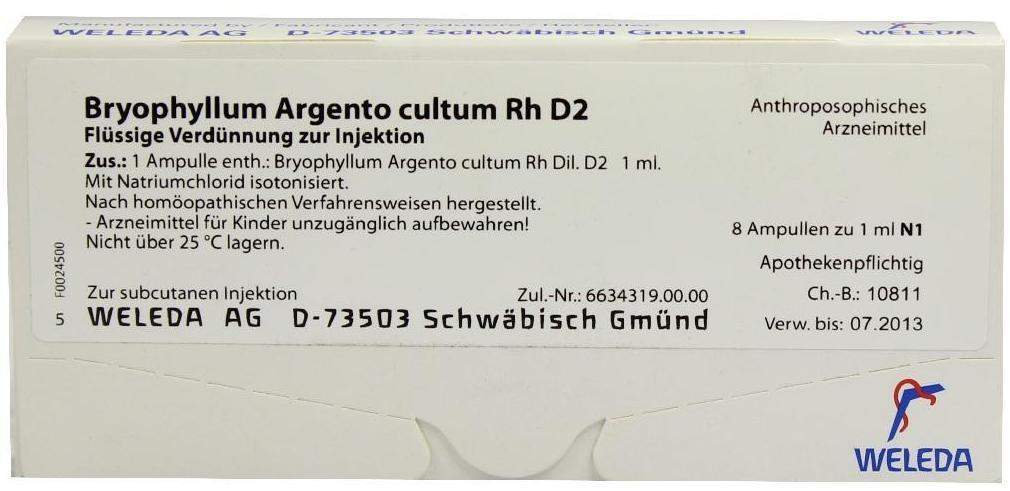 Manufactured by / Fabricant / Produttore / Hersteller:
WELEDA AG D-73503 Schwäbisch Gmünd
WELEDA
Bryophyllum Argento cultum Rh D2
Flüssige Verdünnung zur Injektion
Zus.: 1 Ampulle enth.: Bryophyllum Argento cultum Rh Dil. D2 1 ml.
Mit Natriumchlorid isotonisiert.
Nach homöopathischen Verfahrensweisen hergestellt.
- Arzneimittel für Kinder unzugänglich aufbewahren!
Nicht über 25 °C lagern.
Anthroposophisches
Arzneimittel
8 Ampullen zu 1 ml N1
Apothekenpflichtig
Zur subcutanen Injektion Zul.-Nr.: 6634319.00.00
Ch.-B.: 10811
5 WELEDA AG D-73503 Schwäbisch Gmünd
Verw. bis: 07.2013
F0024500
WELEDA